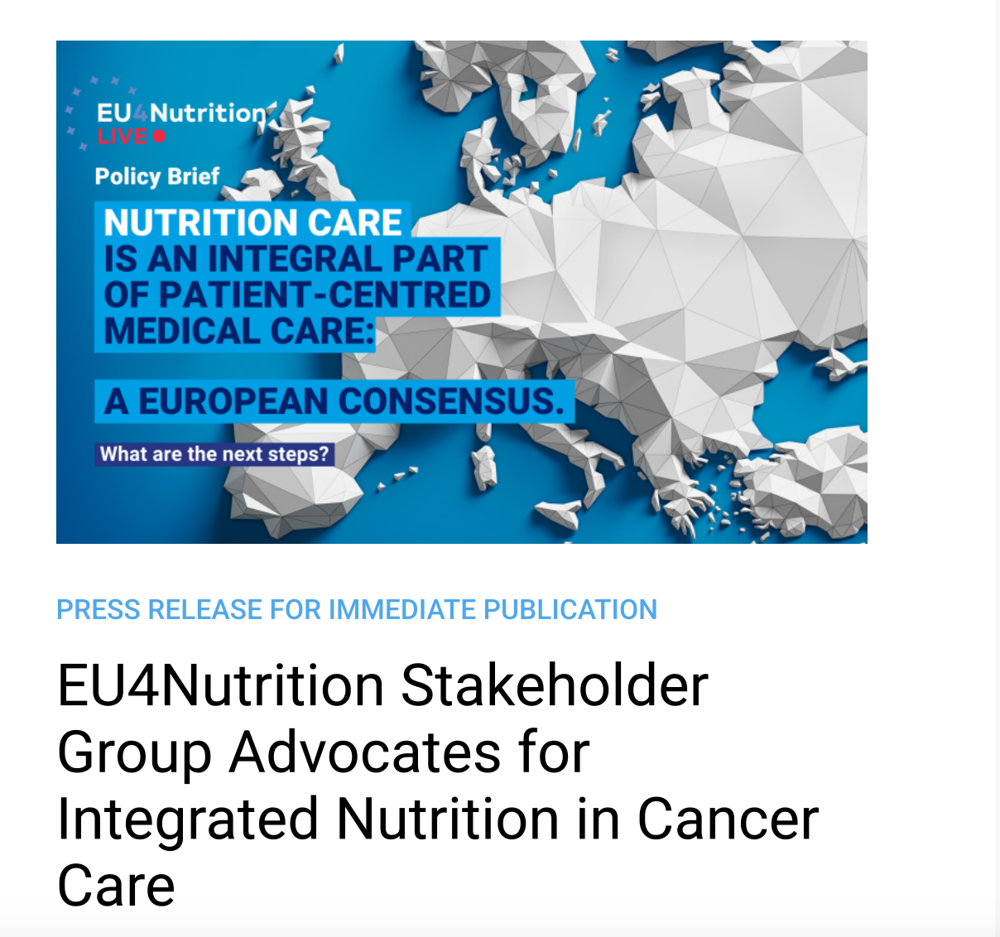 EU4Nutrition
LIVE
Policy Brief
NUTRITION CARE
IS AN INTEGRAL PART
OF PATIENT-CENTRED
MEDICAL CARE:
A EUROPEAN CONSENSUS.
What are the next steps?
PRESS RELEASE FOR IMMEDIATE PUBLICATION
EU4Nutrition Stakeholder
Group Advocates for
Integrated Nutrition in Cancer
Care